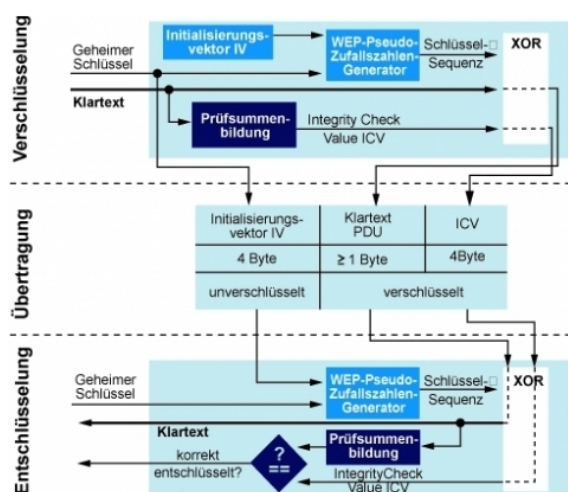 Verschlüsselung
Initialisierungs-
vektor IV
WEP-Pseudo-
Zufallszahlen-
Generator
Schlüssel-
Sequenz
XOR
Geheimer
Schlüssel
Klartext
Prüfsummen-
bildung
Integrity Check
Value ICV
Übertragung
Initialisierungs-
vektor IV
Klartext
PDU
ICV
4 Byte
≥ 1 Byte
4Byte
unverschlüsselt
verschlüsselt
Entschlüsselung
Geheimer
Schlüssel
WEP-Pseudo-
Zufallszahlen-
Generator
Schlüssel-
Sequenz
XOR
Klartext
korrekt
entschlüsselt?
?
==
Prüfsummen-
bildung
IntegrityCheck
Value ICV